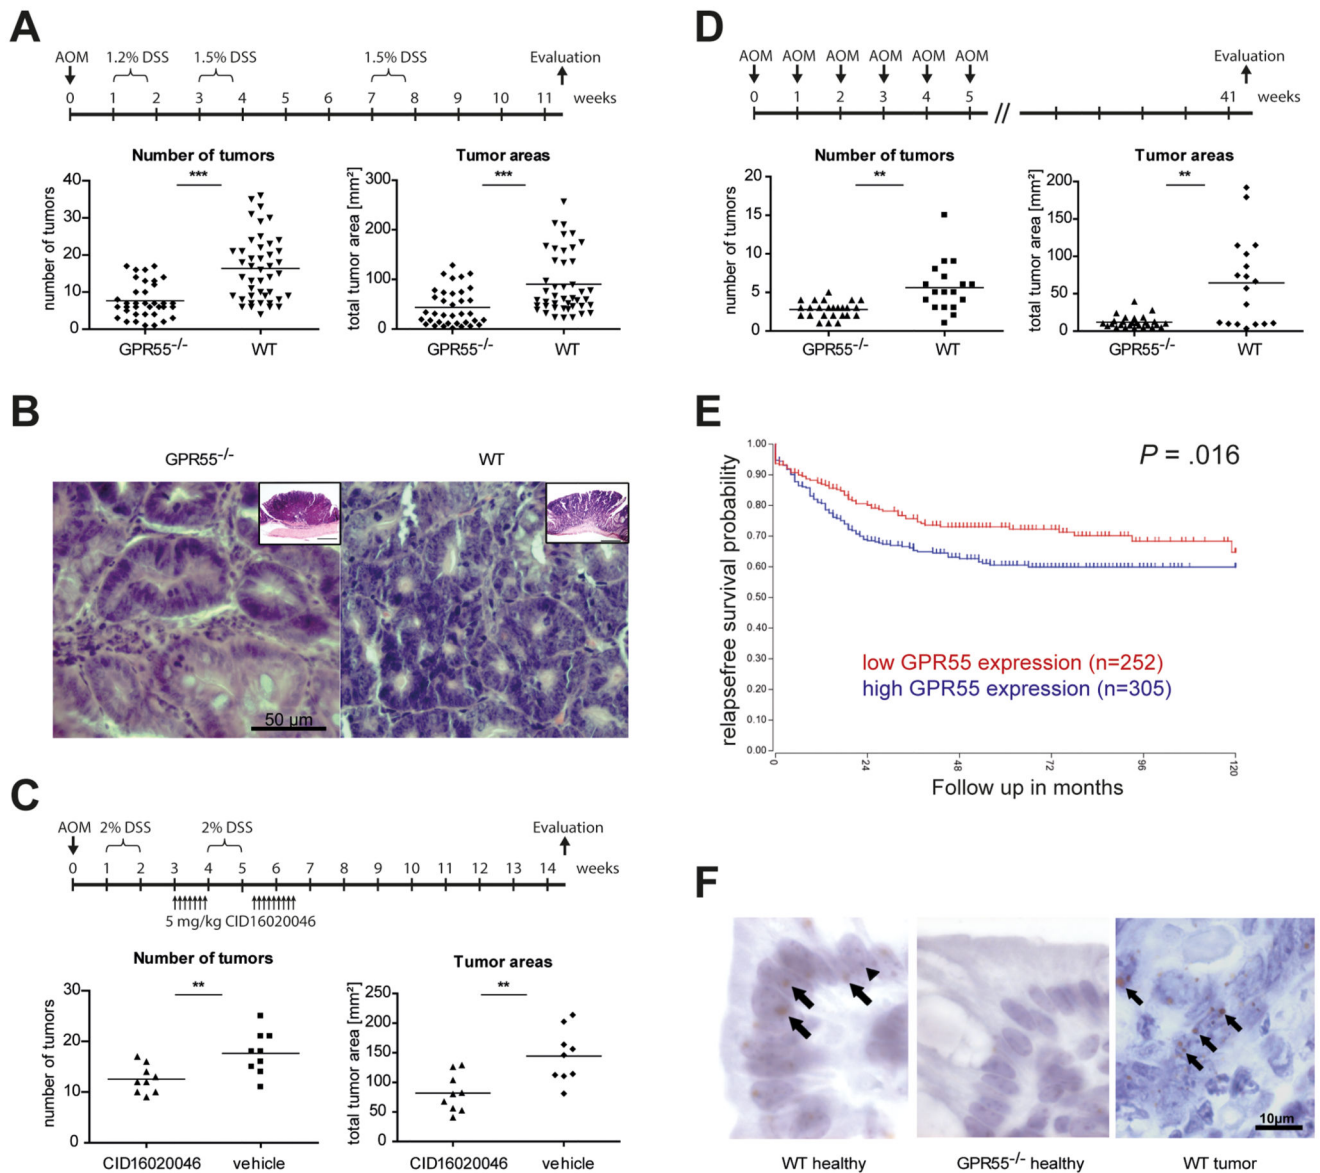 A
AOM 1.2% DSS 1.5% DSS 1.5% DSS Evaluation
0 1 2 3 4 5 6 7 8 9 10 11 weeks
Number of tumors
***
number of tumors
40
30
20
10
0
GPR55-/- WT
Tumor areas
***
total tumor area [mm²]
300
200
100
0
GPR55-/- WT
B
GPR55-/- WT
50 µm
C
AOM 2% DSS 2% DSS Evaluation
0 1 2 3 4 5 6 7 8 9 10 11 12 13 14 weeks
5 mg/kg CID16020046
Number of tumors
**
number of tumors
30
20
10
0
CID16020046 vehicle
Tumor areas
**
total tumor area [mm²]
250
200
150
100
50
0
CID16020046 vehicle
D
AOM AOM AOM AOM AOM AOM Evaluation
0 1 2 3 4 5 // 41 weeks
Number of tumors
**
number of tumors
20
15
10
5
0
GPR55-/- WT
Tumor areas
**
total tumor area [mm²]
200
150
100
50
0
GPR55-/- WT
E
P = .016
relapsefree survival probability
1.00
0.90
0.80
0.70
0.60
0.50
0.40
0.30
0.20
0.10
0.00
low GPR55 expression (n=252)
high GPR55 expression (n=305)
0 24 48 72 96 120
Follow up in months
F
10µm
WT healthy GPR55-/- healthy WT tumor